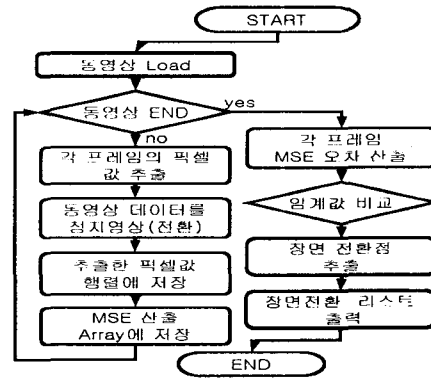 START
동영상 Load
동영상 END
yes
no
각 프레임의 픽셀
값 추출
동영상 데이터를
정지영상(전환)
추출한 픽셀값
행렬에 저장
MSE 산출
Array에 저장
각 프레임
MSE 오차 산출
임계값 비교
장면 전환점
추출
장면전환 리스트
출력
END